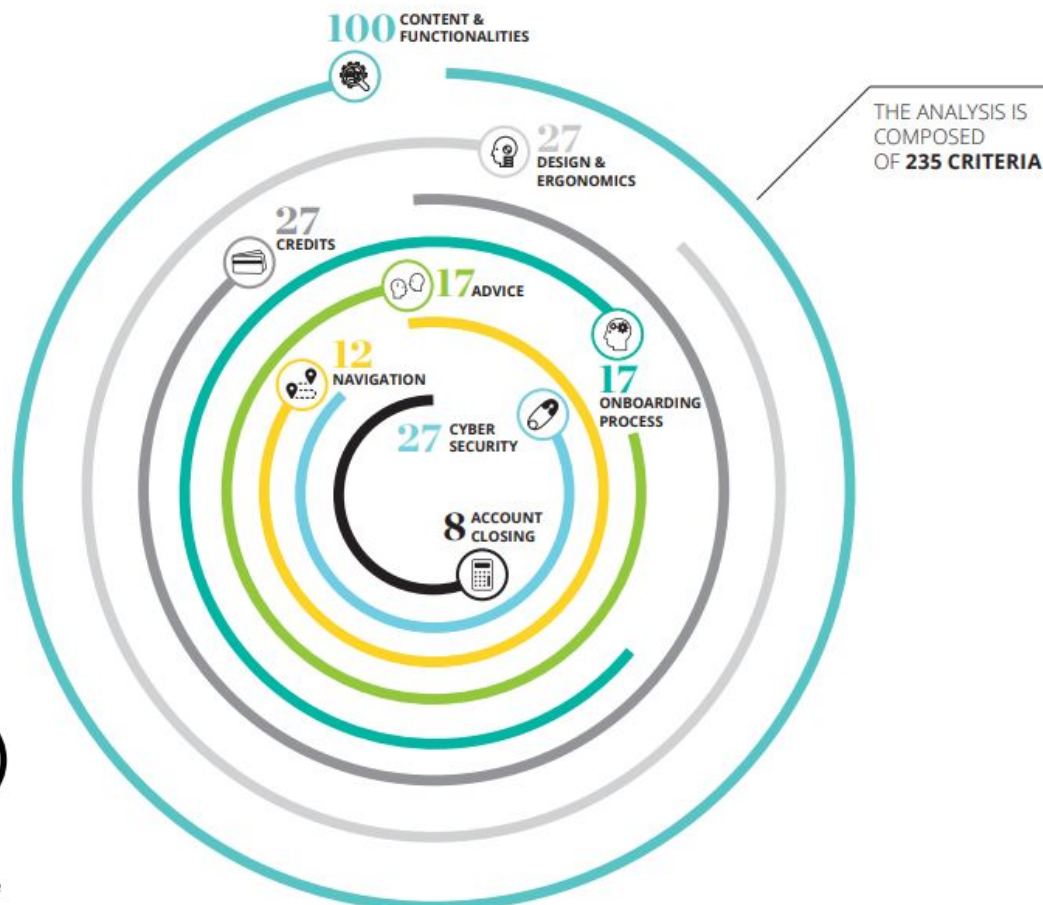 100 CONTENT &
FUNCTIONALITIES
THE ANALYSIS IS
COMPOSED
OF 235 CRITERIA
27
DESIGN &
ERGONOMICS
27
CREDITS
17 ADVICE
12
NAVIGATION
17
ONBOARDING
PROCESS
27 CYBER
SECURITY
8 ACCOUNT
CLOSING